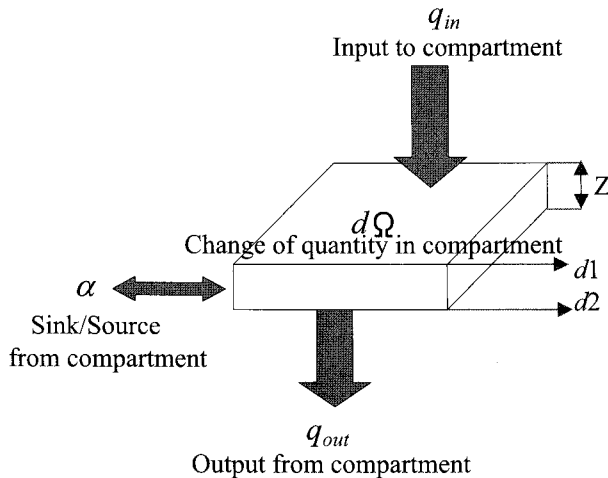 q_in
Input to compartment
Z
dΩ
Change of quantity in compartment
d1
α
d2
Sink/Source
from compartment
q_out
Output from compartment